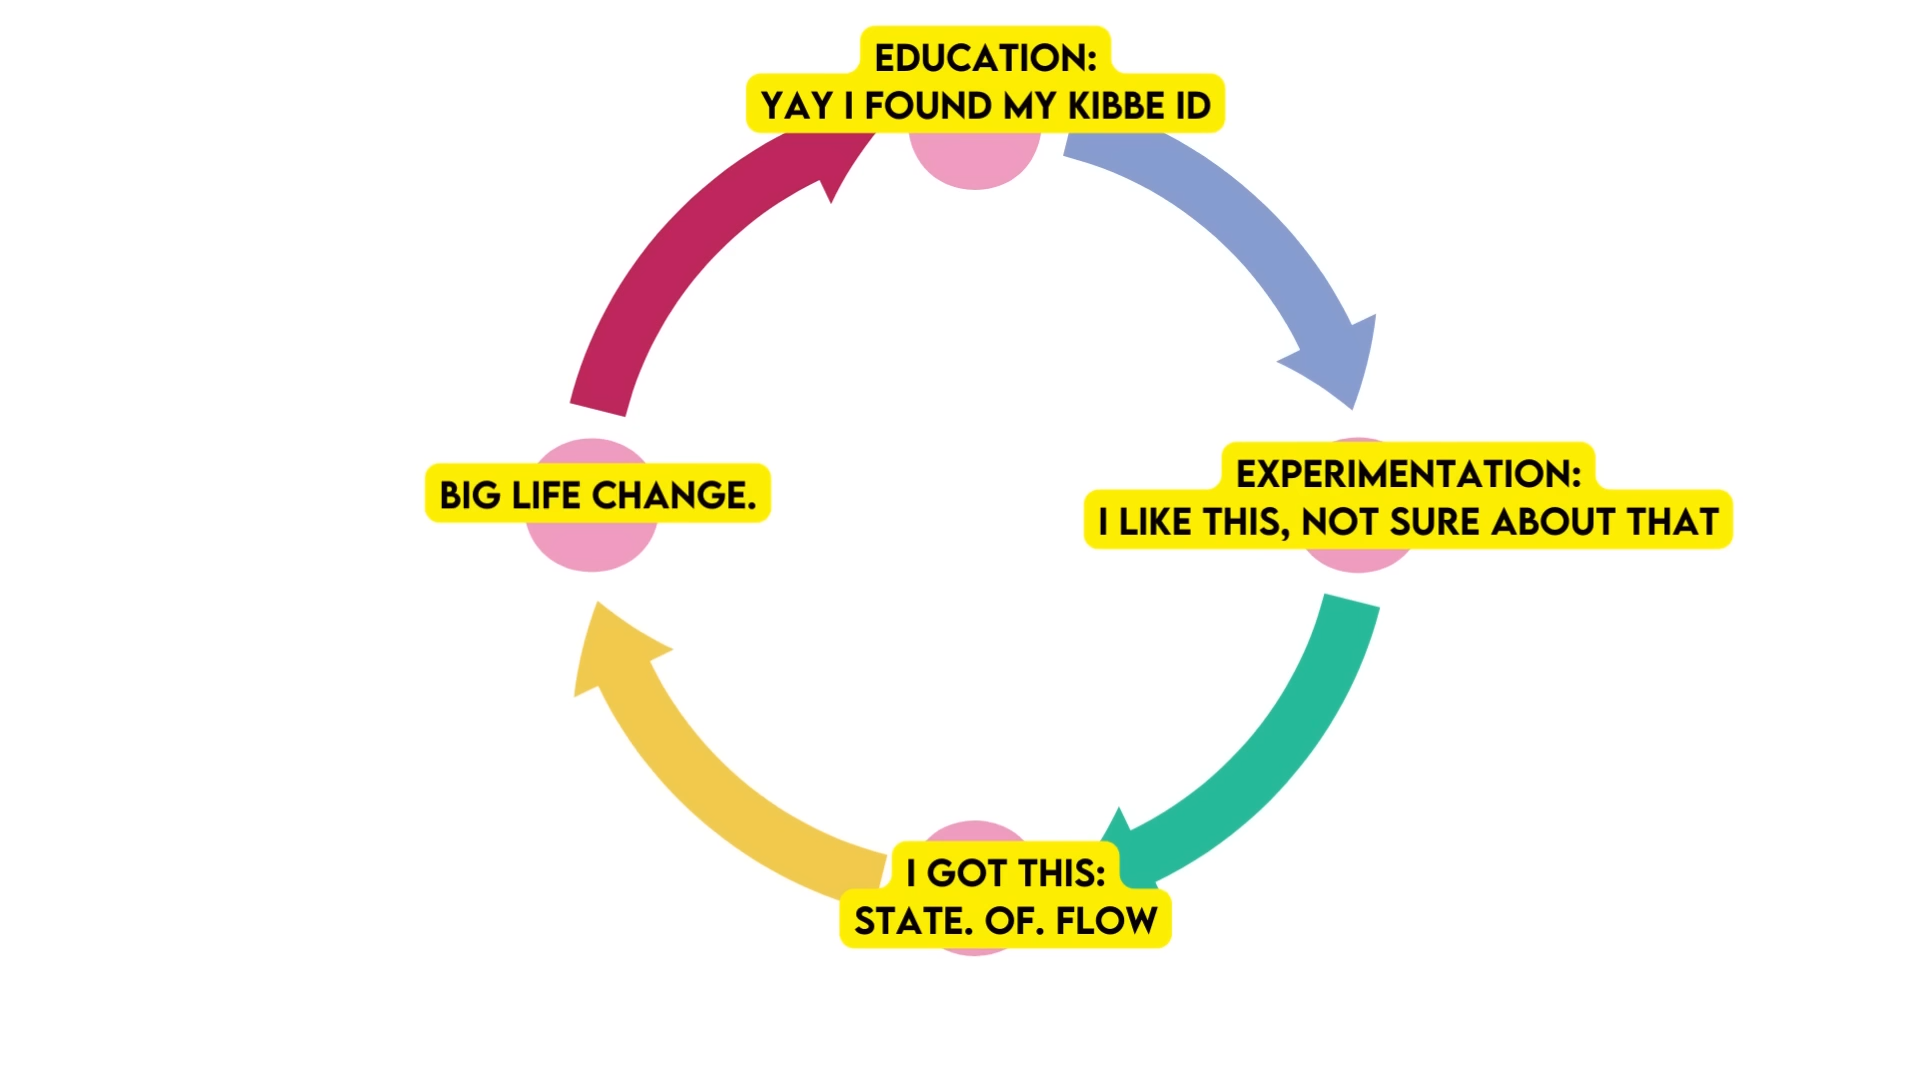 EDUCATION:
YAY I FOUND MY KIBBE ID
BIG LIFE CHANGE.
EXPERIMENTATION:
I LIKE THIS, NOT SURE ABOUT THAT
I GOT THIS:
STATE. OF. FLOW